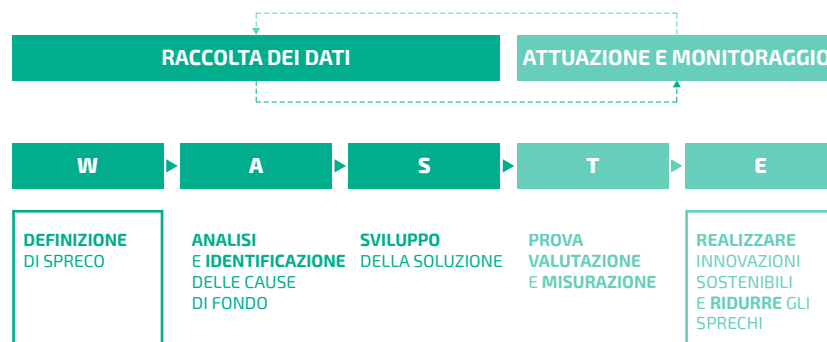 RACCOLTA DEI DATI
ATTUAZIONE E MONITORAGGIO
W
A
S
T
E
DEFINIZIONE
DI SPRECO
ANALISI
E IDENTIFICAZIONE
DELLE CAUSE
DI FONDO
SVILUPPO
DELLA SOLUZIONE
PROVA
VALUTAZIONE
E MISURAZIONE
REALIZZARE
INNOVAZIONI
SOSTENIBILI
E RIDURRE GLI
SPRECHI